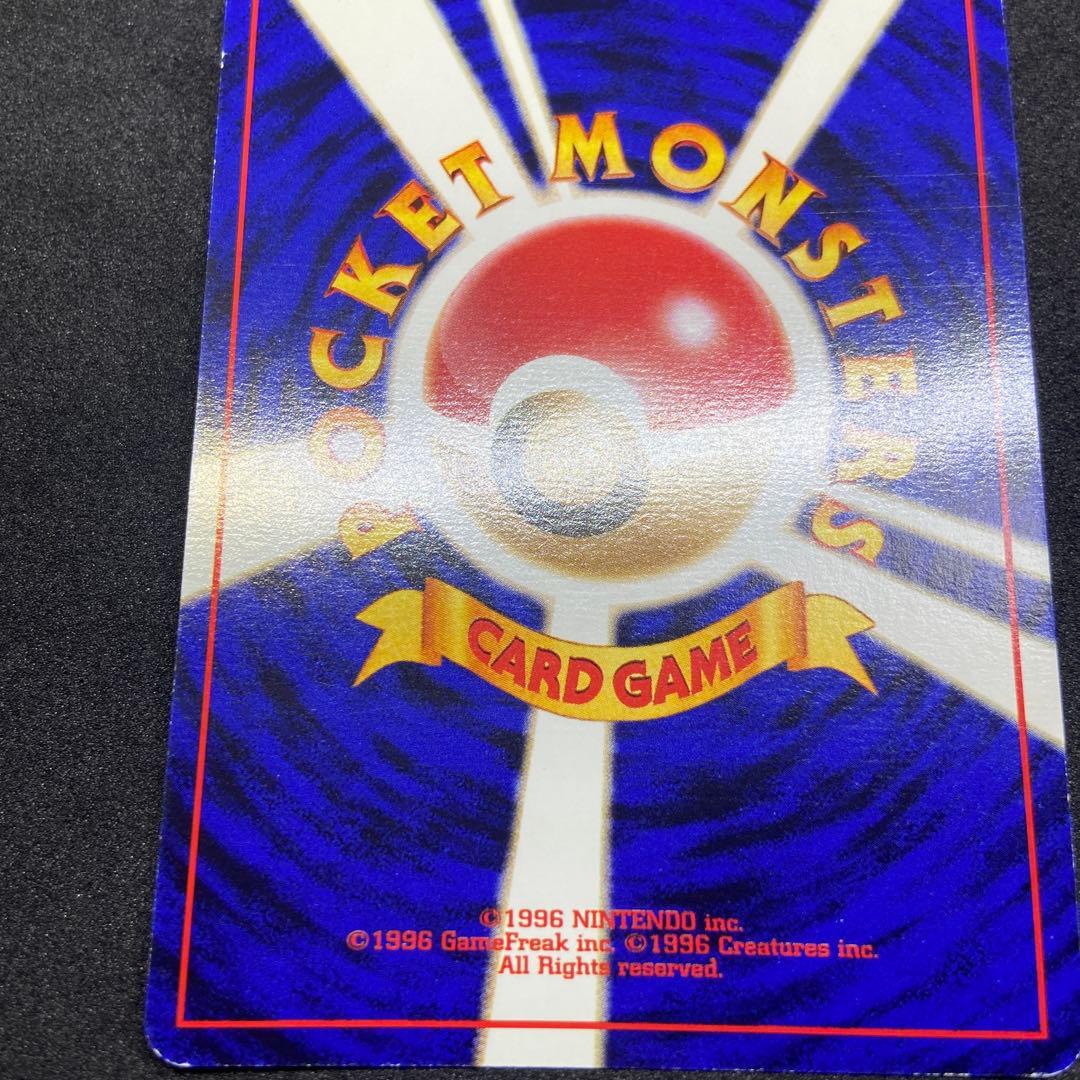 POCKET MONSTERS
CARD GAME
©1996 NINTENDO inc.
©1996 GameFreak inc. ©1996 Creatures inc.
All Rights reserved.